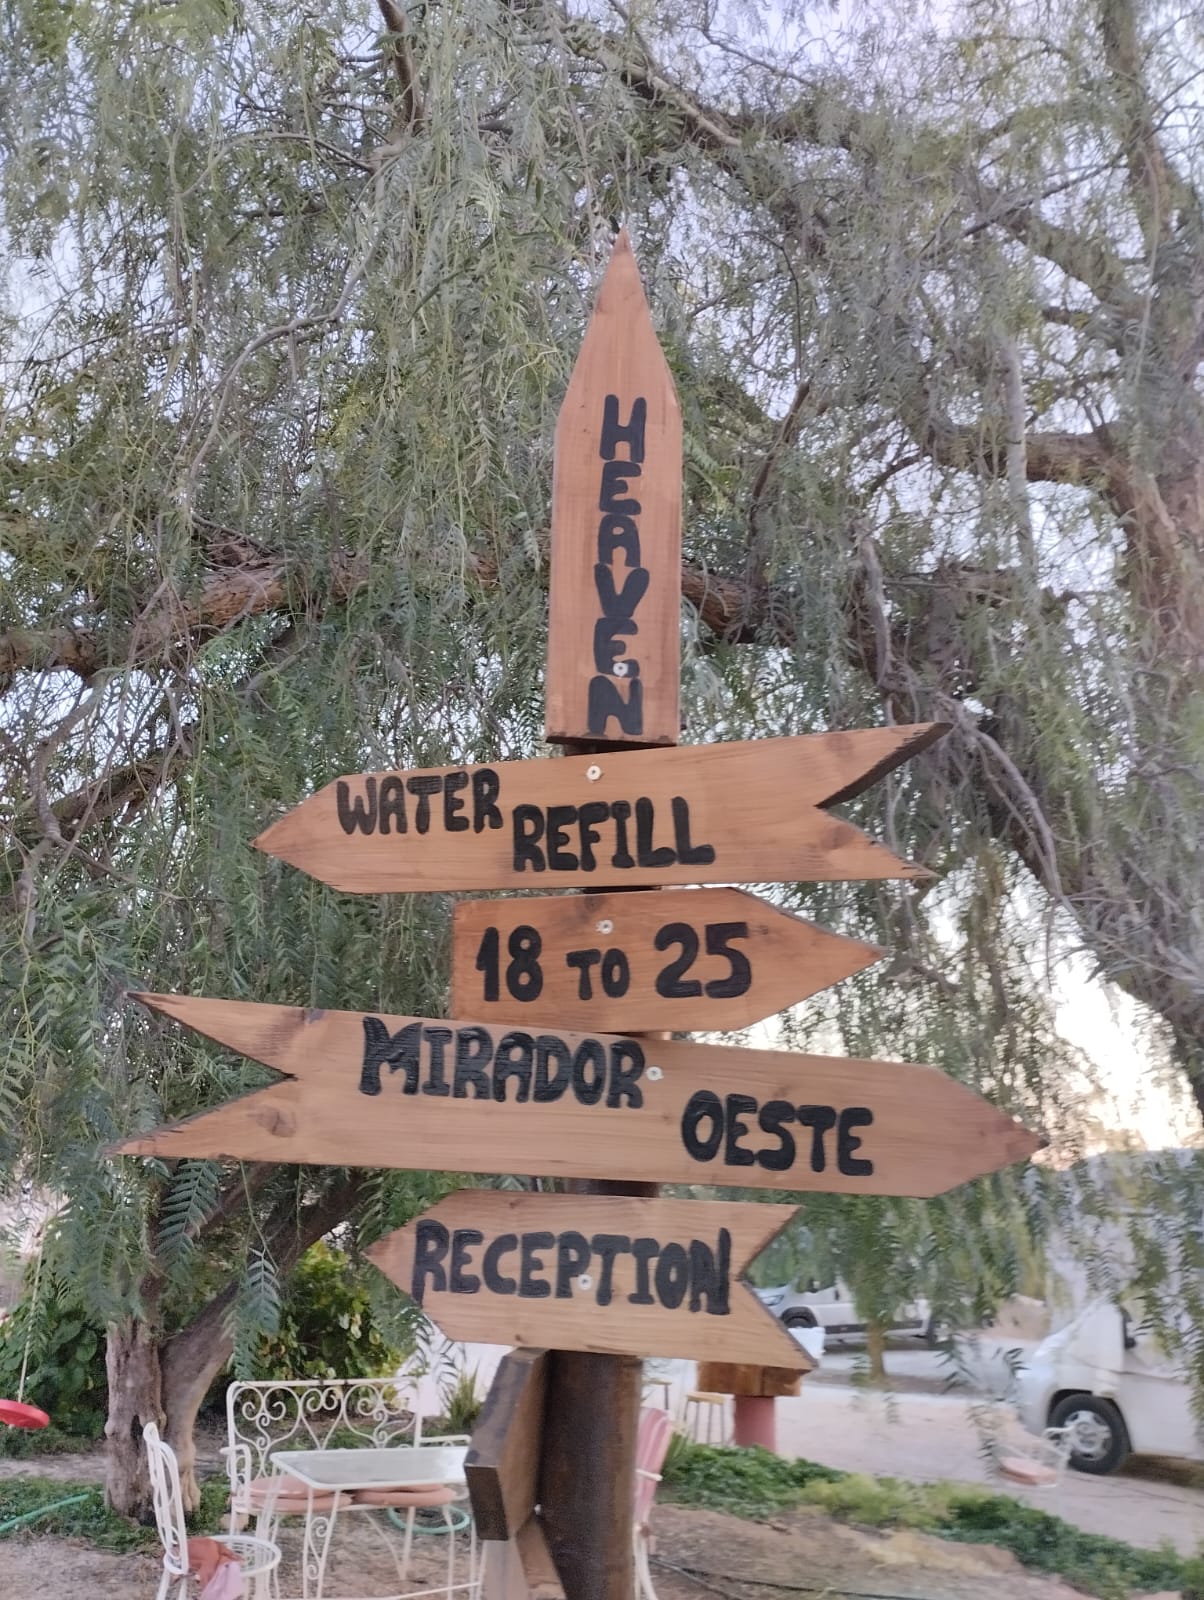 HEAVEN
WATER REFILL
18 TO 25
MIRADOR OESTE
RECEPTION